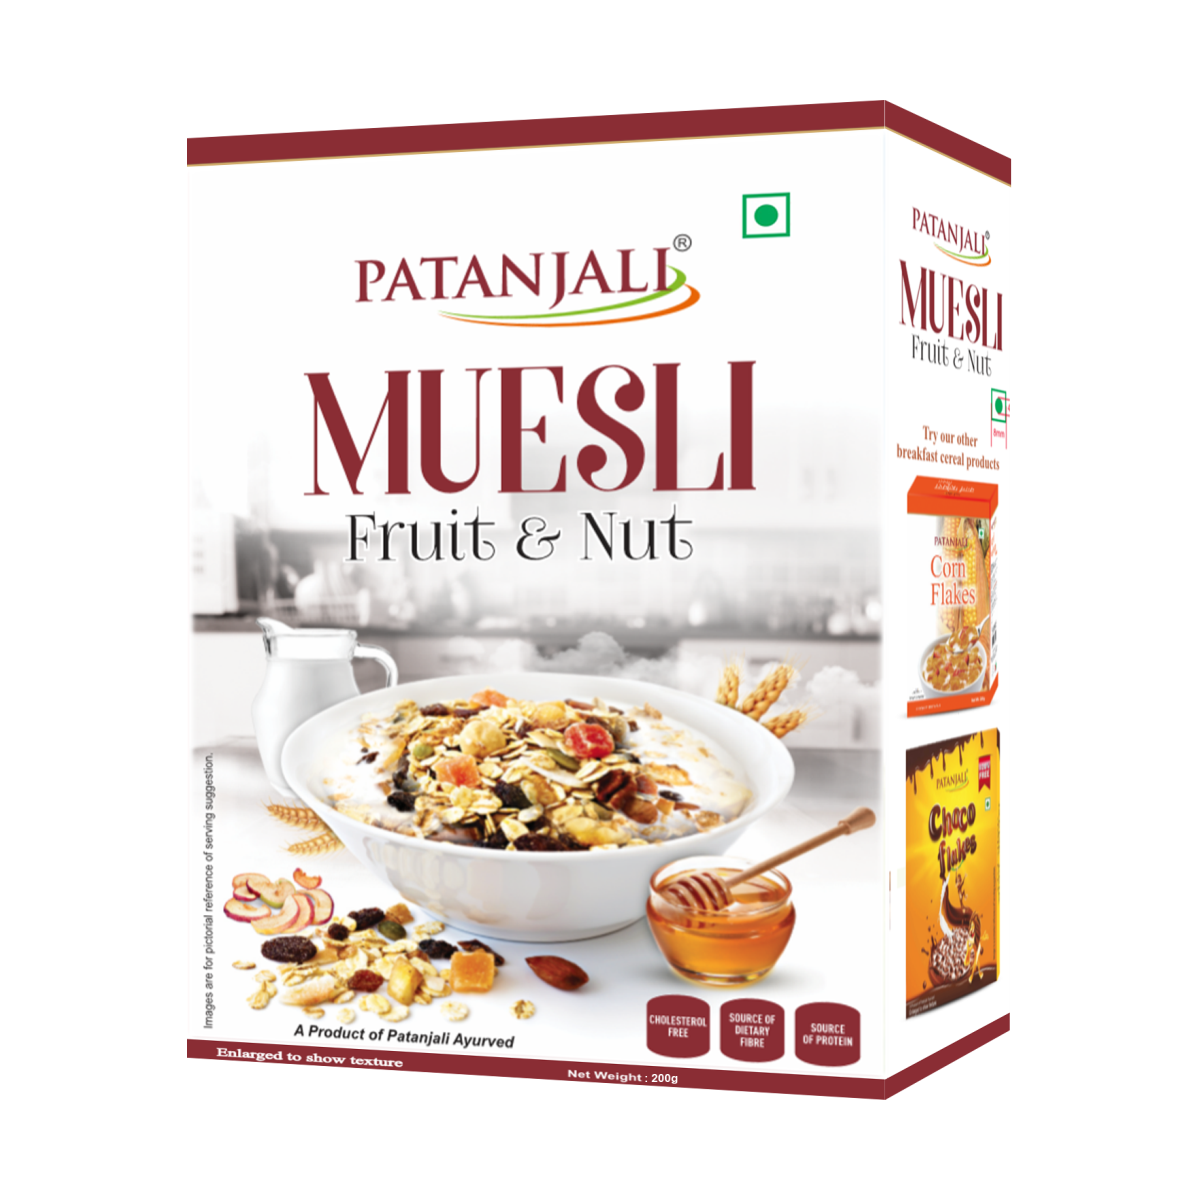 PATANJALI®
MUESLI
Fruit & Nut
Images are for pictorial reference of serving suggestion.
CHOLESTEROL
FREE
SOURCE OF
DIETARY
FIBRE
SOURCE
OF PROTEIN
A Product of Patanjali Ayurved
Enlarged to show texture
Net Weight : 200g
PATANJALI®
MUESLI
Fruit & Nut
8mm
Try our other
breakfast cereal products
PATANJALI
Corn
Flakes
PATANJALI
Choco
flakes